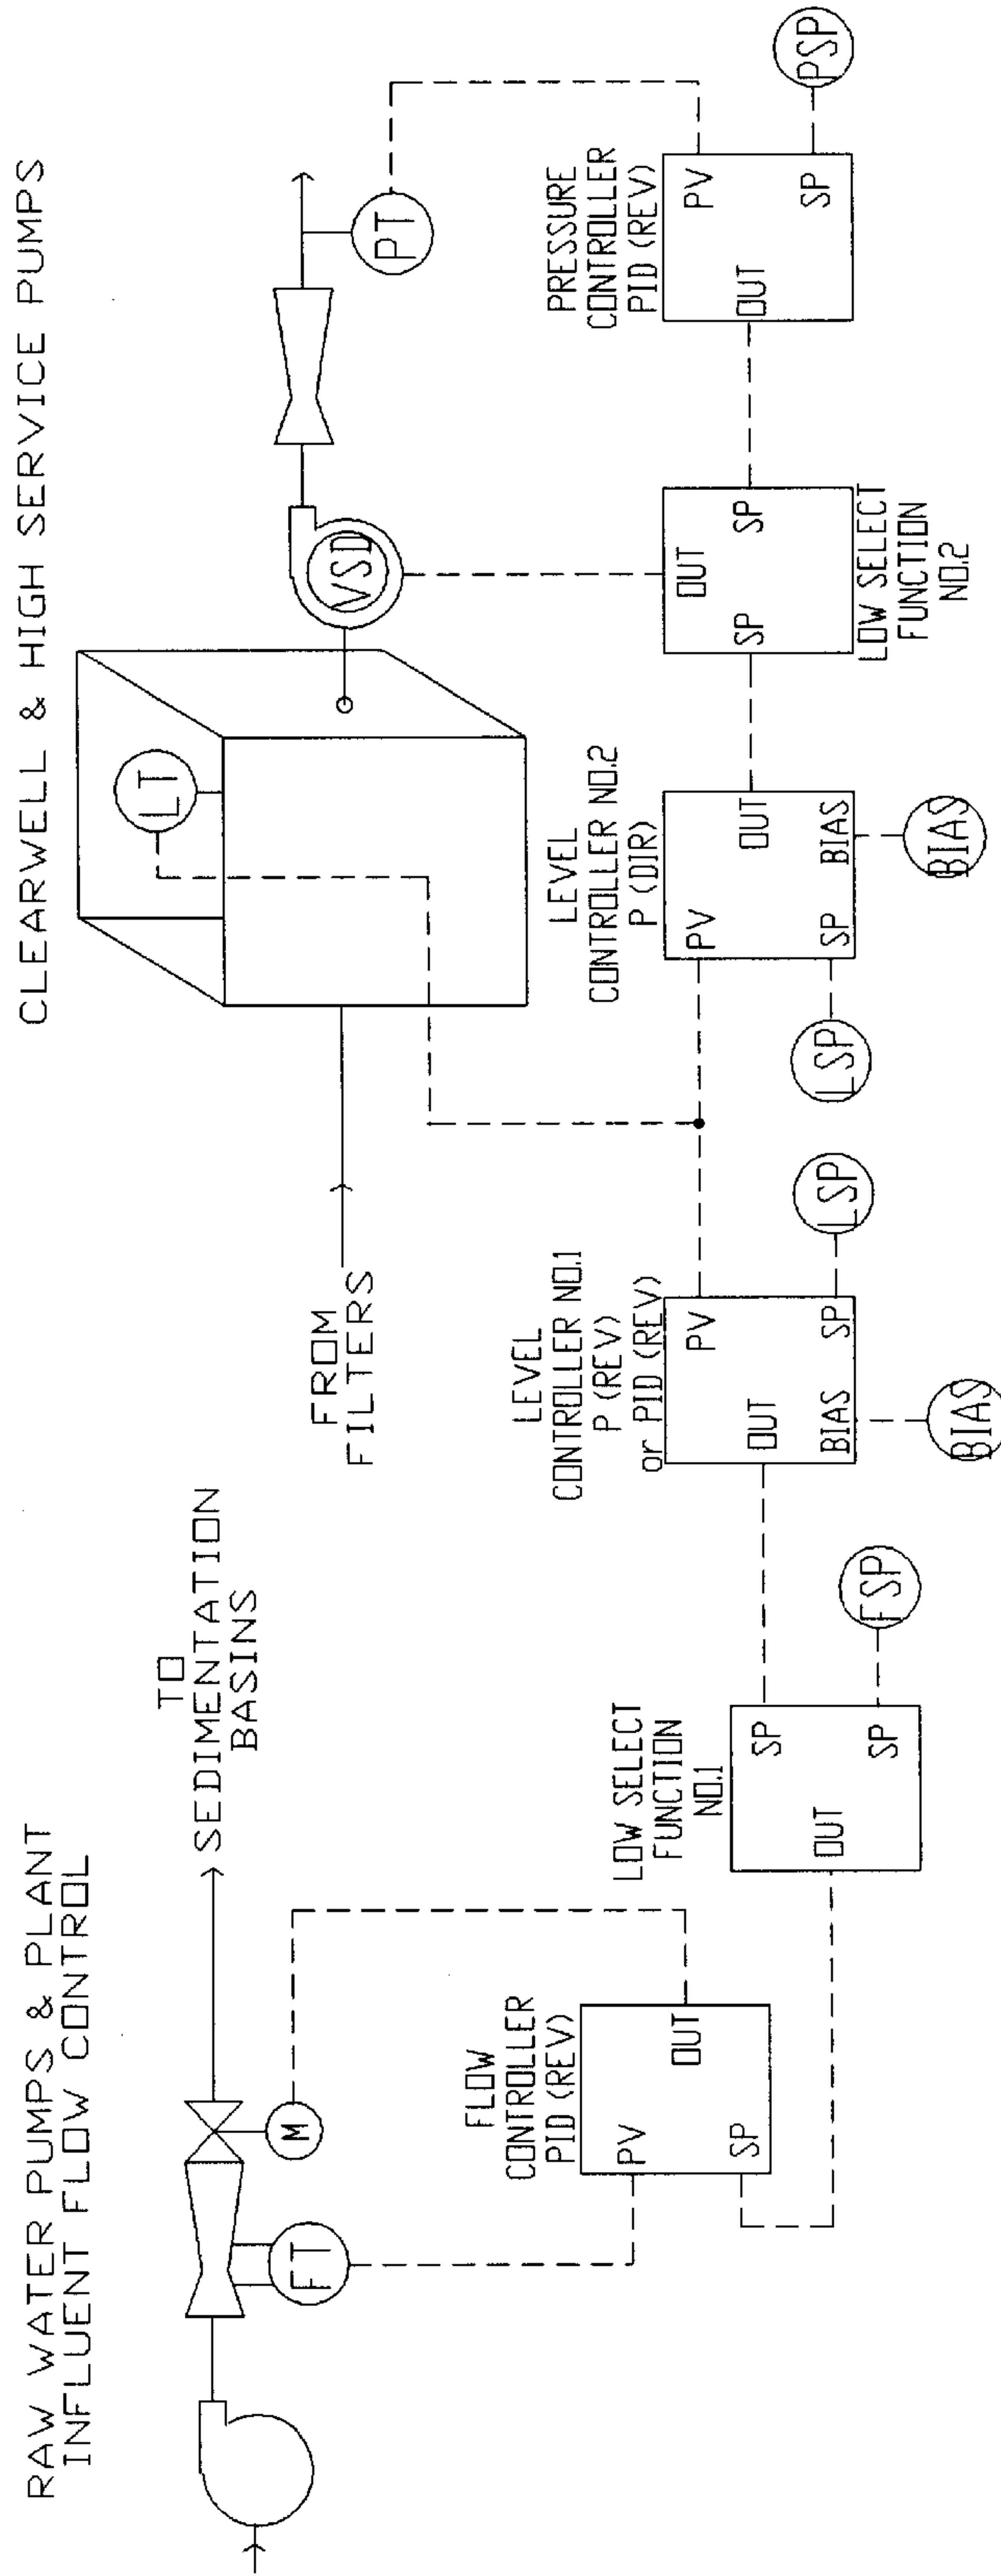 RAW WATER PUMPS & PLANT
INFLUENT FLOW CONTROL
TO
SEDIMENTATION
BASINS
FT
M
FLOW
CONTROLLER
PID (REV)
PV
OUT
SP
LOW SELECT
FUNCTION
NO.1
SP
OUT
SP
FSP
CLEARWELL & HIGH SERVICE PUMPS
FROM
FILTERS
LT
VSD
PT
LEVEL
CONTROLLER NO.1
P (REV)
or PID (REV)
PV
OUT
BIAS
SP
LSP
BIAS
LEVEL
CONTROLLER NO.2
P (DIR)
PV
OUT
SP
BIAS
LSP
BIAS
OUT
SP
SP
LOW SELECT
FUNCTION
NO.2
PRESSURE
CONTROLLER
PID (REV)
PV
OUT
SP
PSP